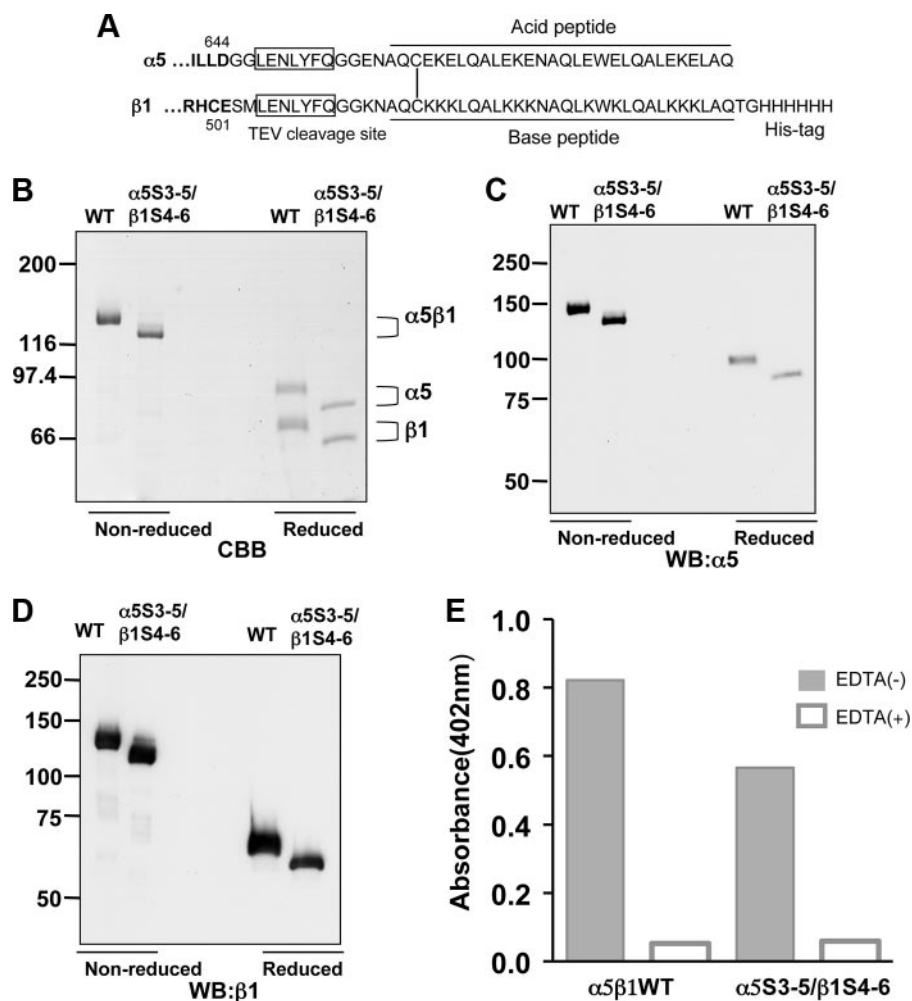 A
644
Acid peptide
α5 ...ILLDGGLENLYFQGGENAQCEKELQALEKENAQLEWELQALEKELAQ
β1 ...RHCESMLENLYFQGGKNAQCKKKLQALKKKNAQLKWKLQALKKKLAQTGHHHHHH
501
TEV cleavage site
Base peptide
His-tag
B
WT
α5S3-5/
β1S4-6
WT
α5S3-5/
β1S4-6
200
116
97.4
66
α5β1
α5
β1
Non-reduced
Reduced
CBB
C
WT
α5S3-5/
β1S4-6
WT
α5S3-5/
β1S4-6
250
150
100
75
50
Non-reduced
Reduced
WB:α5
D
WT
α5S3-5/
β1S4-6
WT
α5S3-5/
β1S4-6
250
150
100
75
50
Non-reduced
Reduced
WB:β1
E
Absorbance(402nm)
1.0
0.8
0.6
0.4
0.2
0.0
EDTA(-)
EDTA(+)
α5β1WT
α5S3-5/β1S4-6